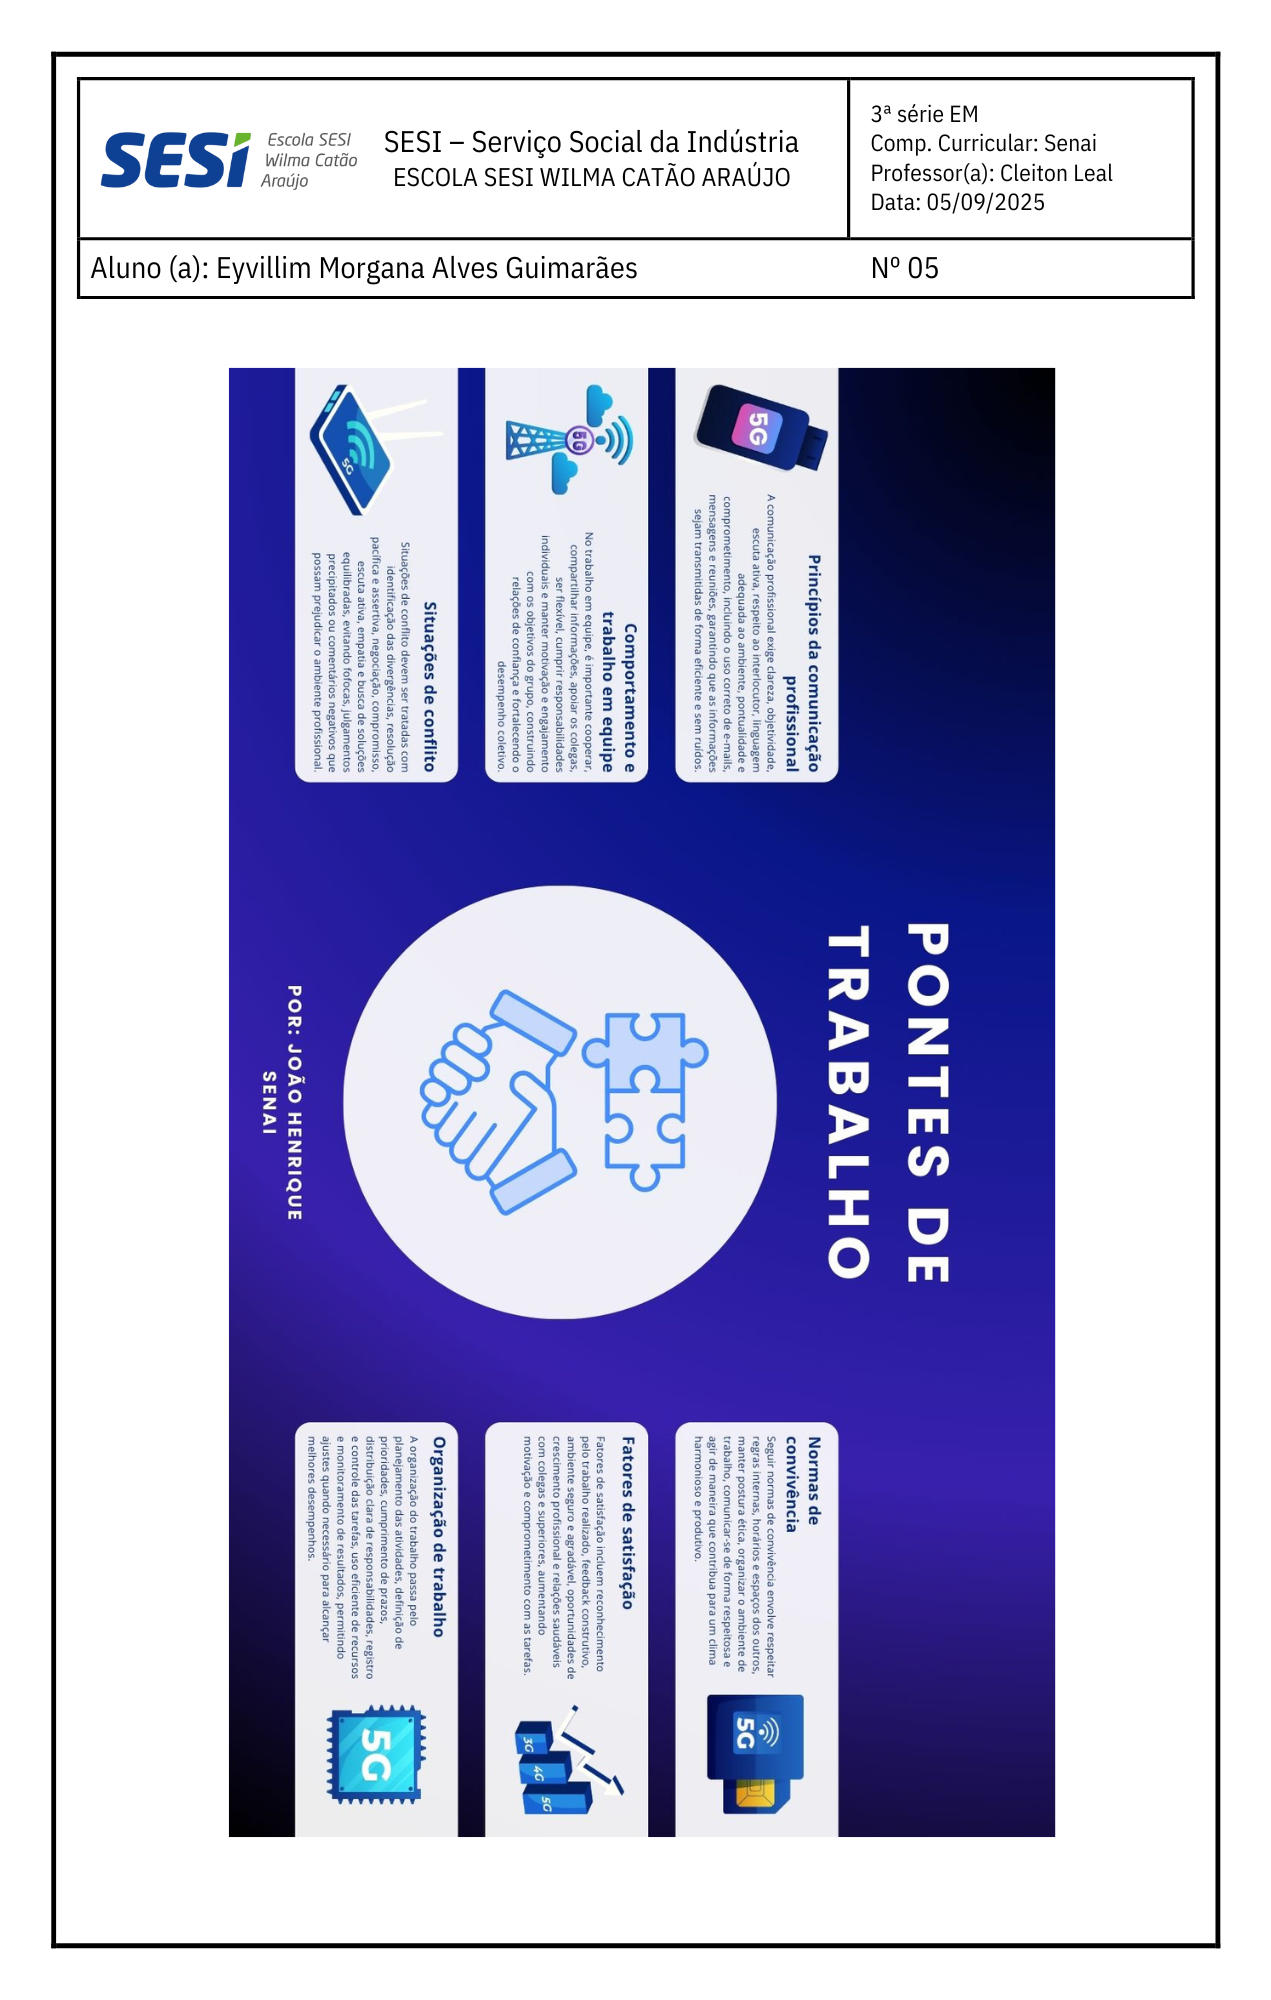 SESI
Escola SESI
Wilma Catão
Araújo
SESI – Serviço Social da Indústria
ESCOLA SESI WILMA CATÃO ARAÚJO
3ª série EM
Comp. Curricular: Senai
Professor(a): Cleiton Leal
Data: 05/09/2025
Aluno (a): Eyvillim Morgana Alves Guimarães
Nº 05
PONTES DE
TRABALHO
Princípios da comunicação
profissional
A comunicação profissional exige clareza, objetividade,
escuta ativa, respeito ao interlocutor, linguagem
adequada ao ambiente, pontualidade e
comprometimento, incluindo o uso correto de e-mails,
mensagens e reuniões, garantindo que as informações
sejam transmitidas de forma eficiente e sem ruídos.
5G
Comportamento e
trabalho em equipe
No trabalho em equipe, é importante cooperar,
compartilhar informações, apoiar os colegas,
ser flexível, cumprir responsabilidades
individuais e manter motivação e engajamento
com os objetivos do grupo, construindo
relações de confiança e fortalecendo o
desempenho coletivo.
5G
Situações de conflito
Situações de conflito devem ser tratadas com
identificação das divergências, resolução
pacífica e assertiva, negociação, compromisso,
escuta ativa, empatia e busca de soluções
equilibradas, evitando fofocas, julgamentos
precipitados ou comentários negativos que
possam prejudicar o ambiente profissional.
5G
Normas de
convivência
Seguir normas de convivência envolve respeitar
regras internas, horários e espaços dos outros,
manter postura ética, organizar o ambiente de
trabalho, comunicar-se de forma respeitosa e
agir de maneira que contribua para um clima
harmonioso e produtivo.
5G
Fatores de satisfação
Fatores de satisfação incluem reconhecimento
pelo trabalho realizado, feedback construtivo,
ambiente seguro e agradável, oportunidades de
crescimento profissional e relações saudáveis
com colegas e superiores, aumentando
motivação e comprometimento com as tarefas.
3G
4G
5G
Organização de trabalho
A organização do trabalho passa pelo
planejamento das atividades, definição de
prioridades, cumprimento de prazos,
distribuição clara de responsabilidades, registro
e controle das tarefas, uso eficiente de recursos
e monitoramento de resultados, permitindo
ajustes quando necessário para alcançar
melhores desempenhos.
5G
POR: JOÃO HENRIQUE
SENAI